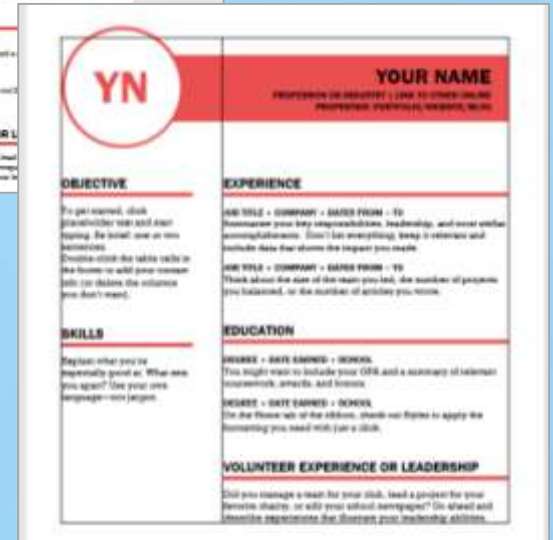 YN
YOUR NAME
PROFESSION OR INDUSTRY | LINK TO OTHER ONLINE
PROPERTIES: PORTFOLIO/WEBSITE/BLOG
OBJECTIVE
To get started, click
placeholder text and start
typing. Be brief: one or two
sentences.
Double-click the table cells in
the footer to add your contact
info (or delete the columns
you don't want).
SKILLS
Explain what you're
especially good at. What sets
you apart? Use your own
language—not jargon.
EXPERIENCE
JOB TITLE • COMPANY • DATES FROM – TO
Summarize your key responsibilities, leadership, and most stellar
accomplishments. Don't list everything; keep it relevant and
include data that shows the impact you made.
JOB TITLE • COMPANY • DATES FROM – TO
Think about the size of the team you led, the number of projects
you balanced, or the number of articles you wrote.
EDUCATION
DEGREE • DATE EARNED • SCHOOL
You might want to include your GPA and a summary of relevant
coursework, awards, and honors.
DEGREE • DATE EARNED • SCHOOL
On the Home tab of the ribbon, check out Styles to apply the
formatting you need with just a click.
VOLUNTEER EXPERIENCE OR LEADERSHIP
Did you manage a team for your club, lead a project for your
favorite charity, or edit your school newspaper? Go ahead and
describe experiences that illustrate your leadership abilities.